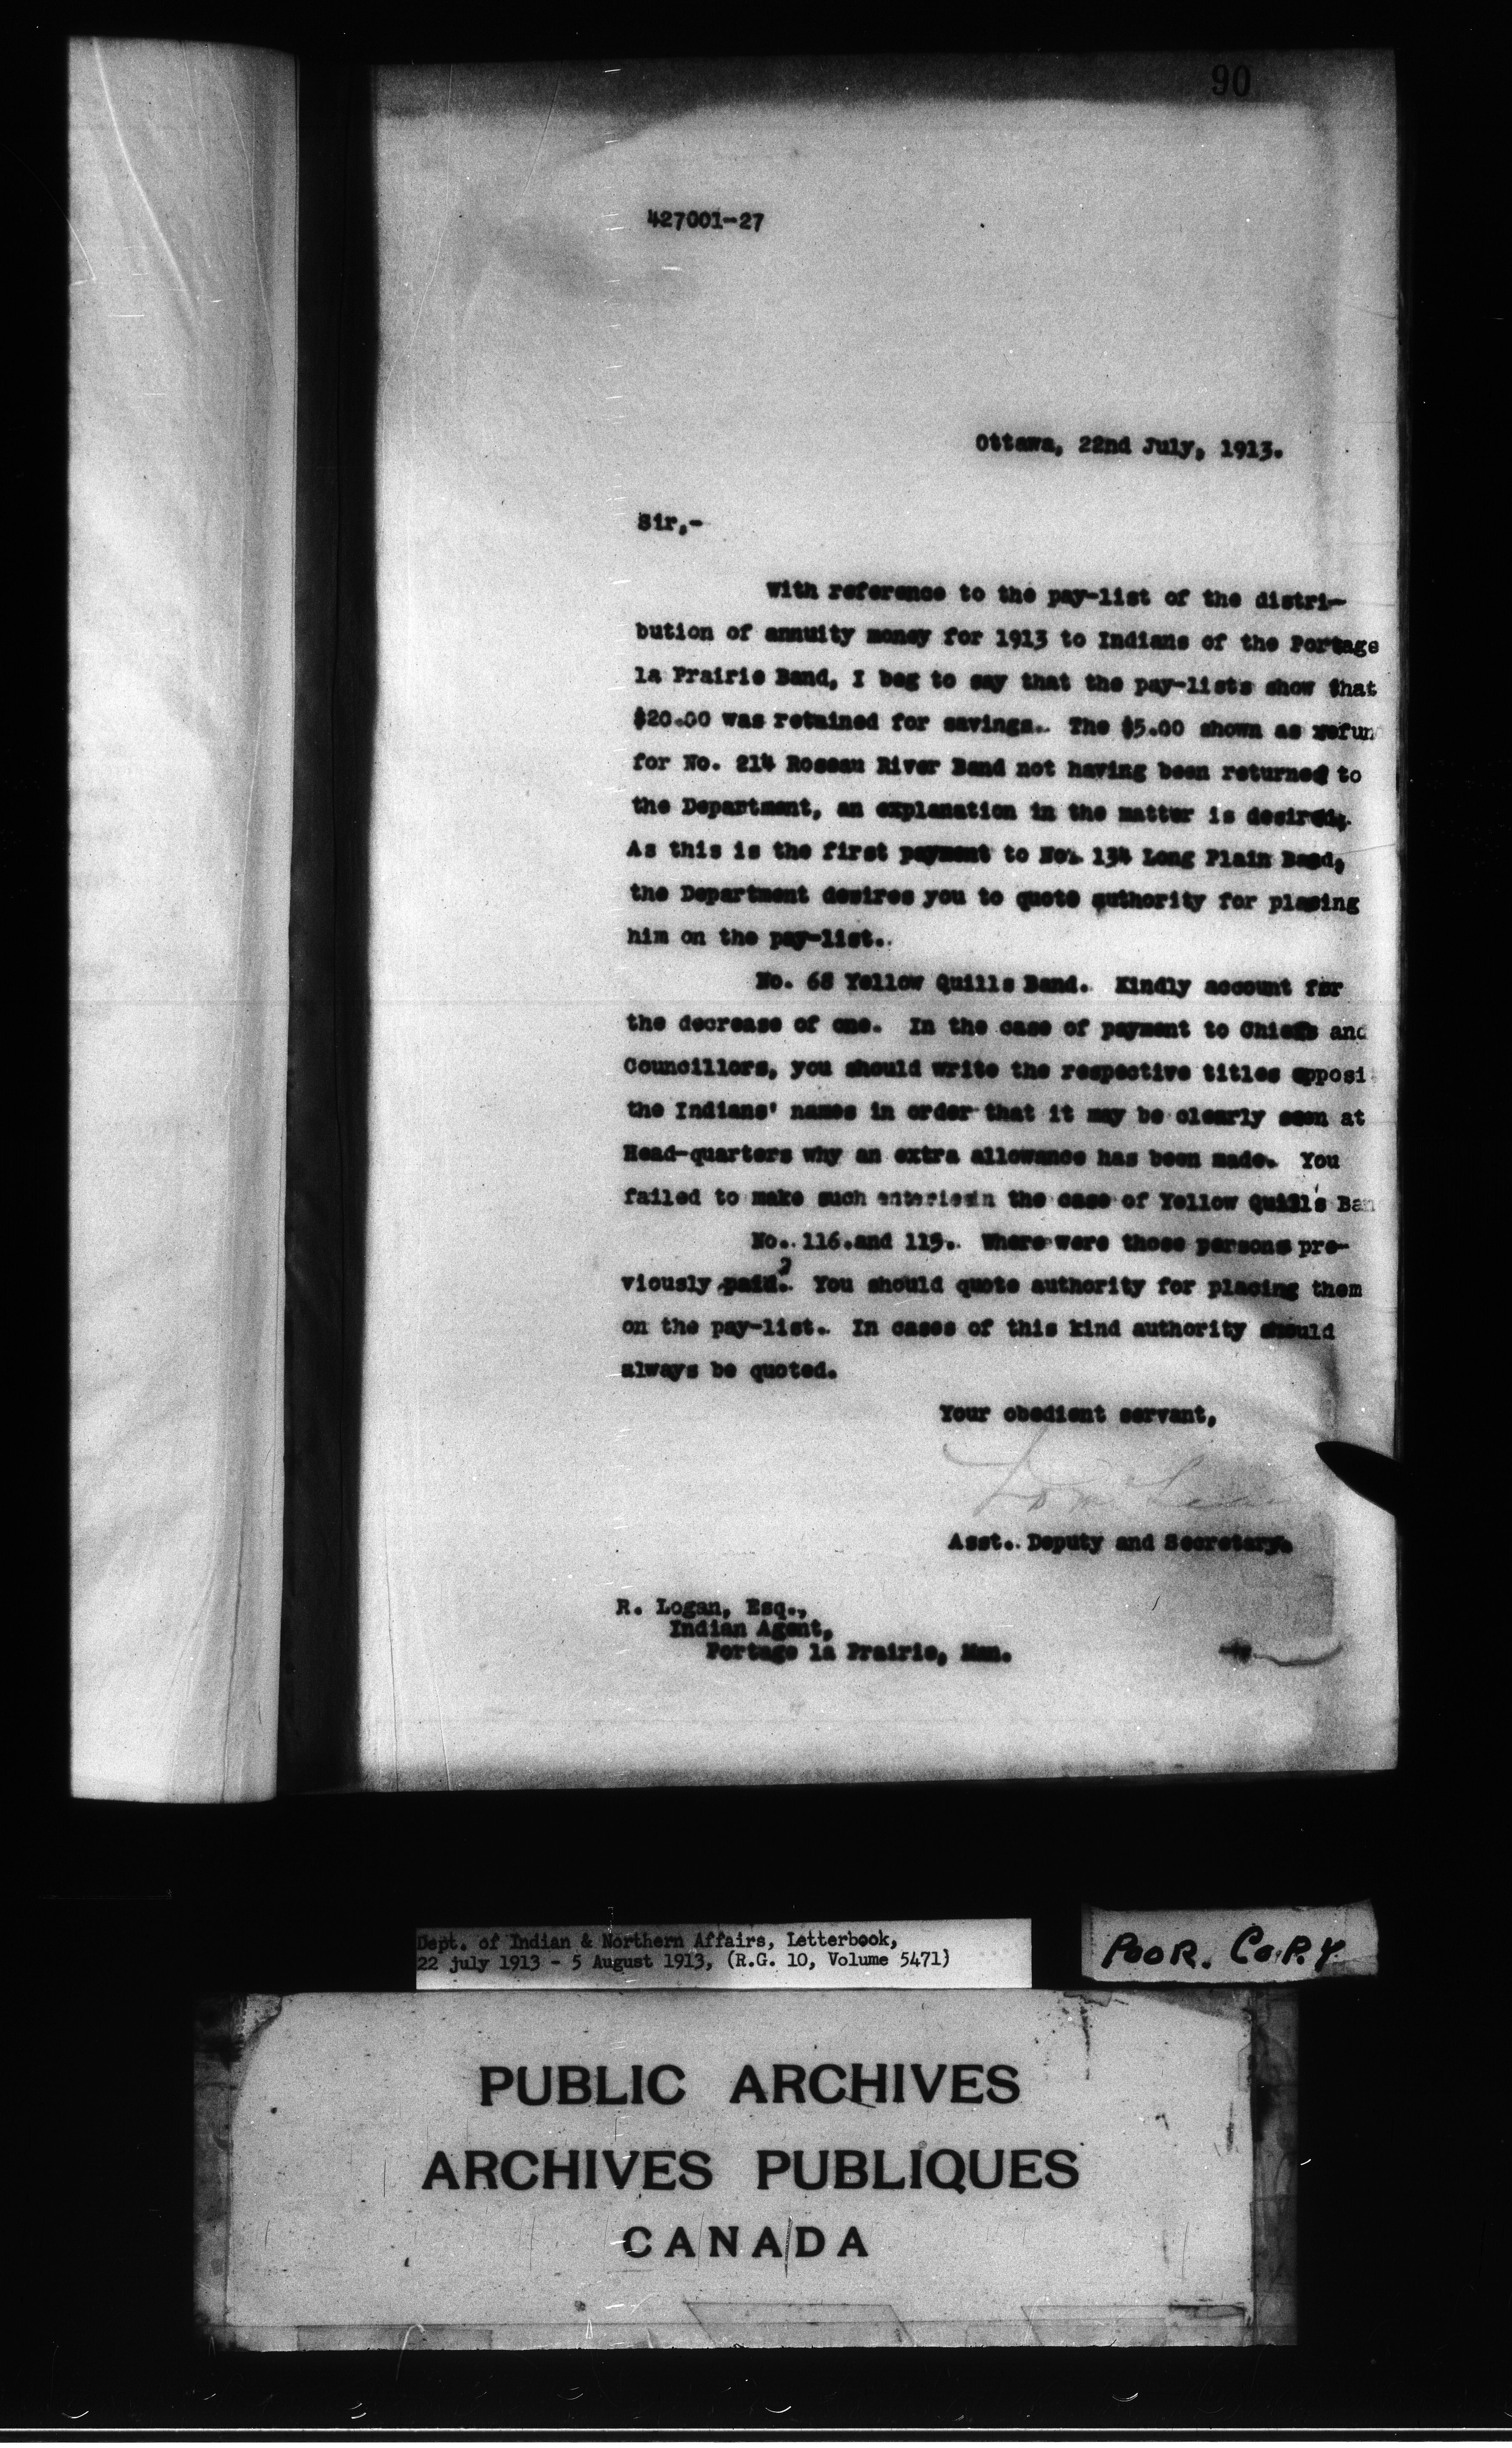 90
427001-27
Ottawa, 22nd July, 1913.
Sir,-
With reference to the pay-list of the distri-
bution of annuity money for 1913 to Indians of the Portage
la Prairie Band, I beg to say that the pay-lists show that
$20.00 was retained for savings. The $5.00 shown as refun
for No. 214 Roseau River Band not having been returned to
the Department, an explanation in the matter is desired.
As this is the first payment to No. 134 Long Plain Band,
the Department desires you to quote authority for placing
him on the pay-list.
No. 68 Yellow Quills Band. Kindly account for
the decrease of one. In the case of payment to Chiefs and
Councillors, you should write the respective titles opposi
the Indians' names in order that it may be clearly seen at
Head-quarters why an extra allowance has been made. You
failed to make such enteries in the case of Yellow Quill's Ban
No. 116 and 119. Where were those persons pre-
viously paid? You should quote authority for placing them
on the pay-list. In cases of this kind authority should
always be quoted.
Your obedient servant,
Asst. Deputy and Secretary.
R. Logan, Esq.,
Indian Agent,
Portage la Prairie, Man.
Dept. of Indian & Northern Affairs, Letterbook,
22 july 1913 - 5 August 1913, (R.G. 10, Volume 5471)
POOR. COPY
PUBLIC ARCHIVES
ARCHIVES PUBLIQUES
CANADA